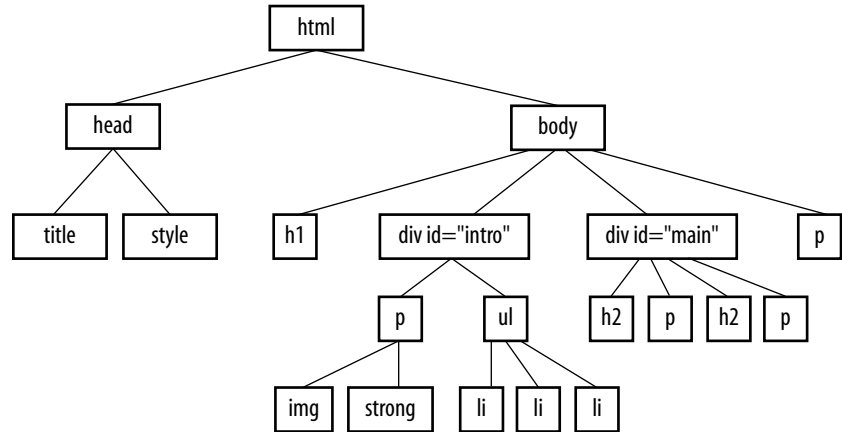 html
head body
title style h1 div id="intro" div id="main" p
p ul h2 p h2 p
img strong li li li